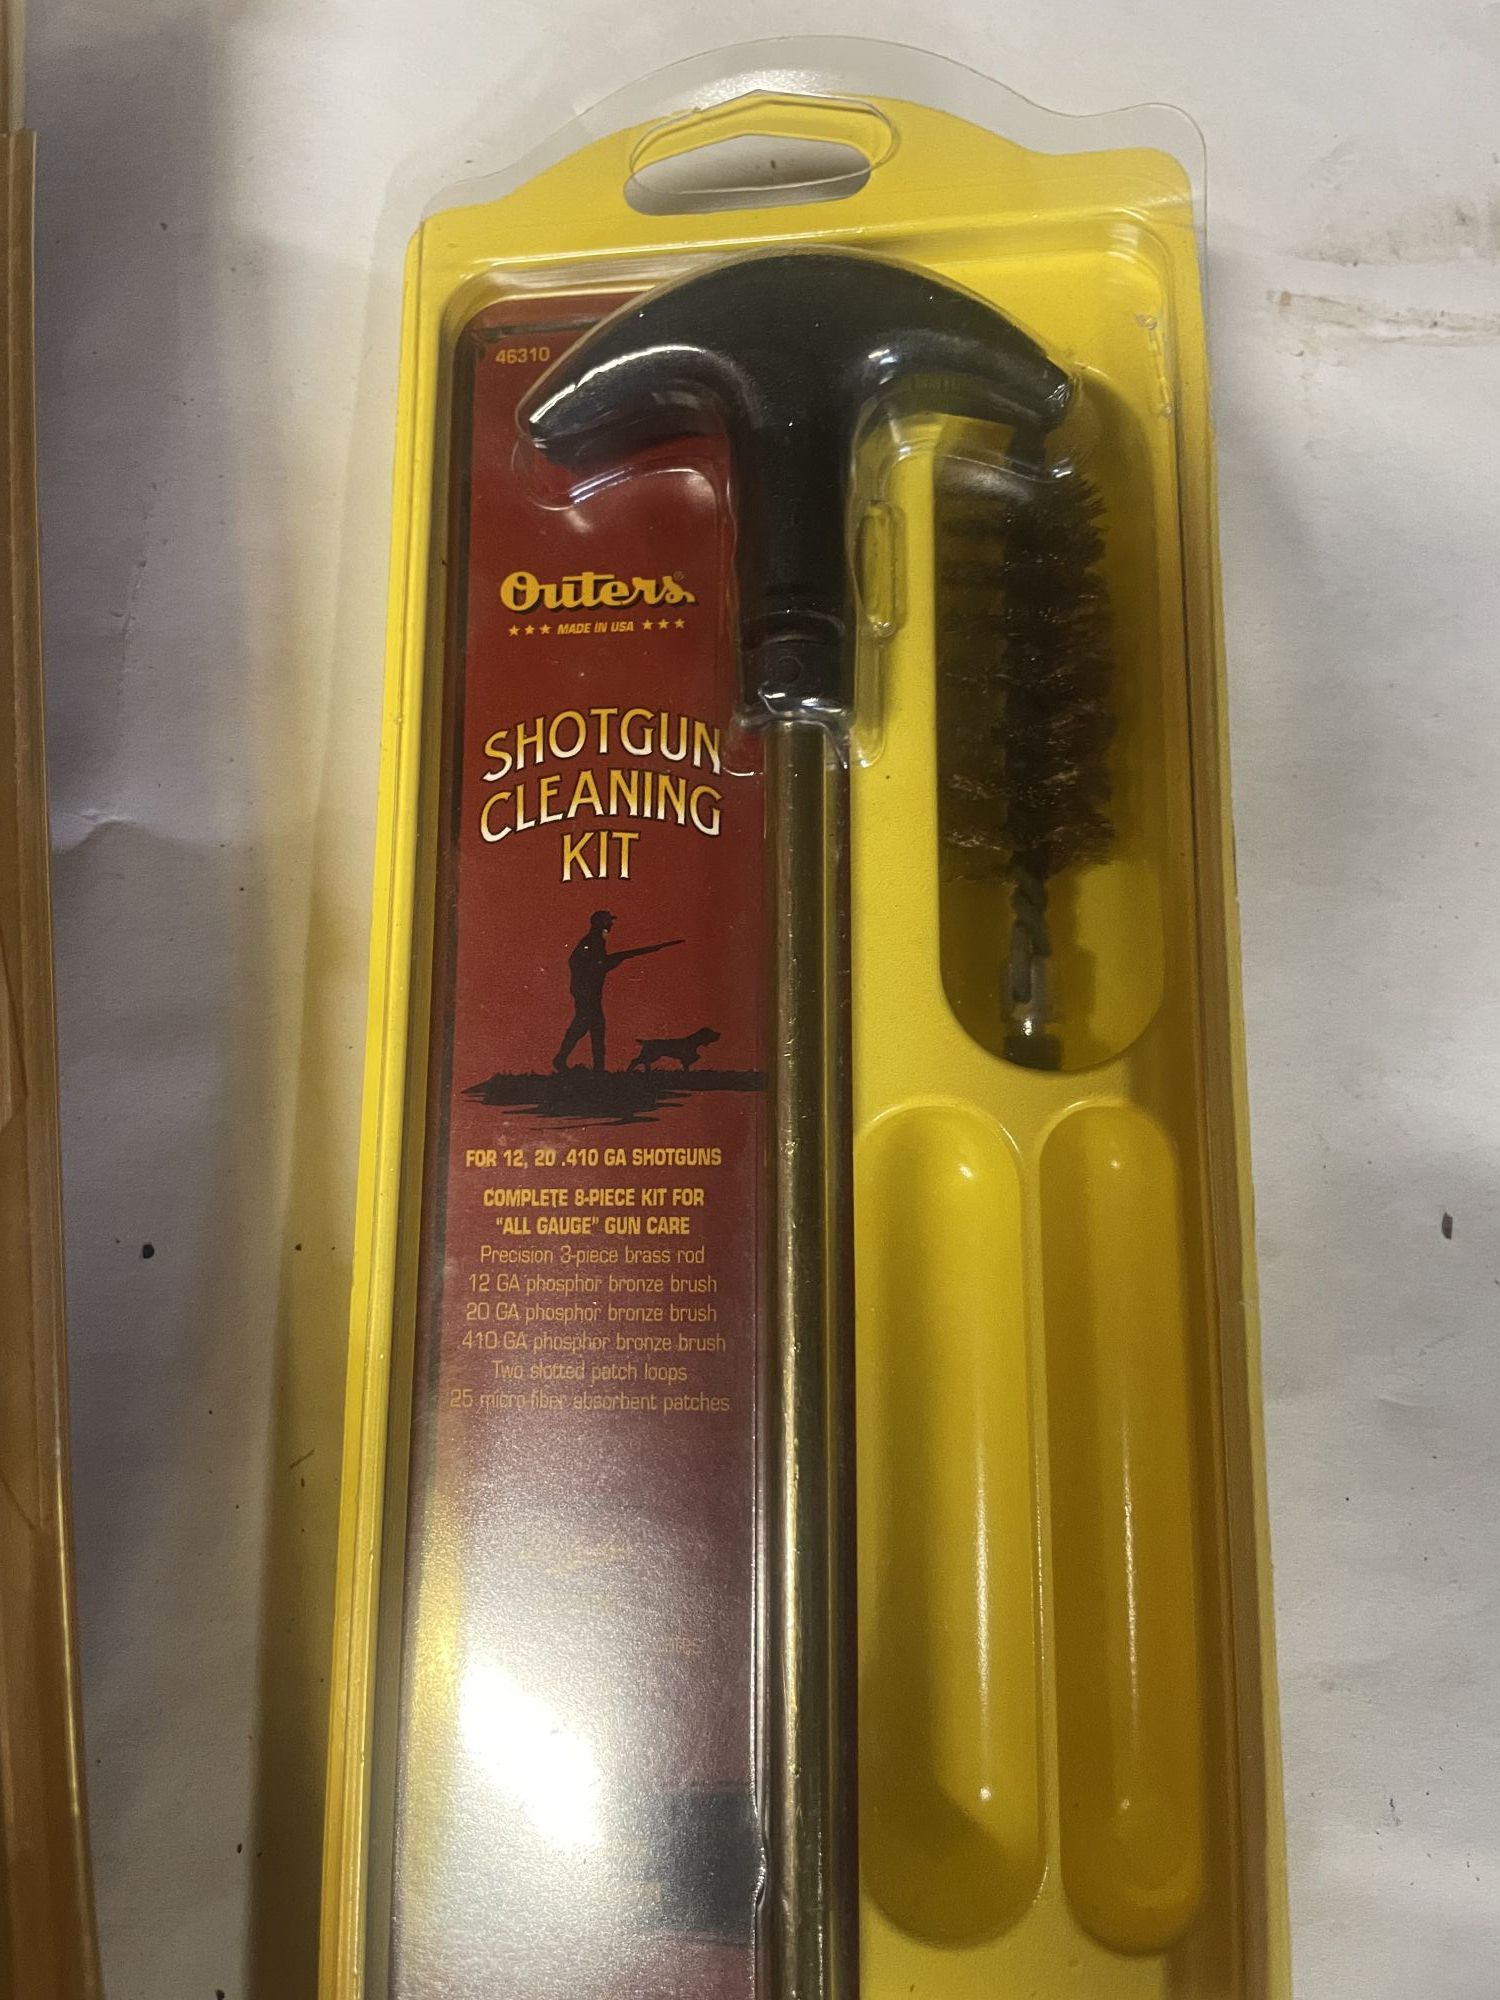 46310
Outers®
★★★ MADE IN USA ★★★
SHOTGUN
CLEANING
KIT
FOR 12, 20 .410 GA SHOTGUNS
COMPLETE 8-PIECE KIT FOR
"ALL GAUGE" GUN CARE
Precision 3-piece brass rod
12 GA phosphor bronze brush
20 GA phosphor bronze brush
.410 GA phosphor bronze brush
Two slotted patch loops
25 micro-fiber absorbent patches